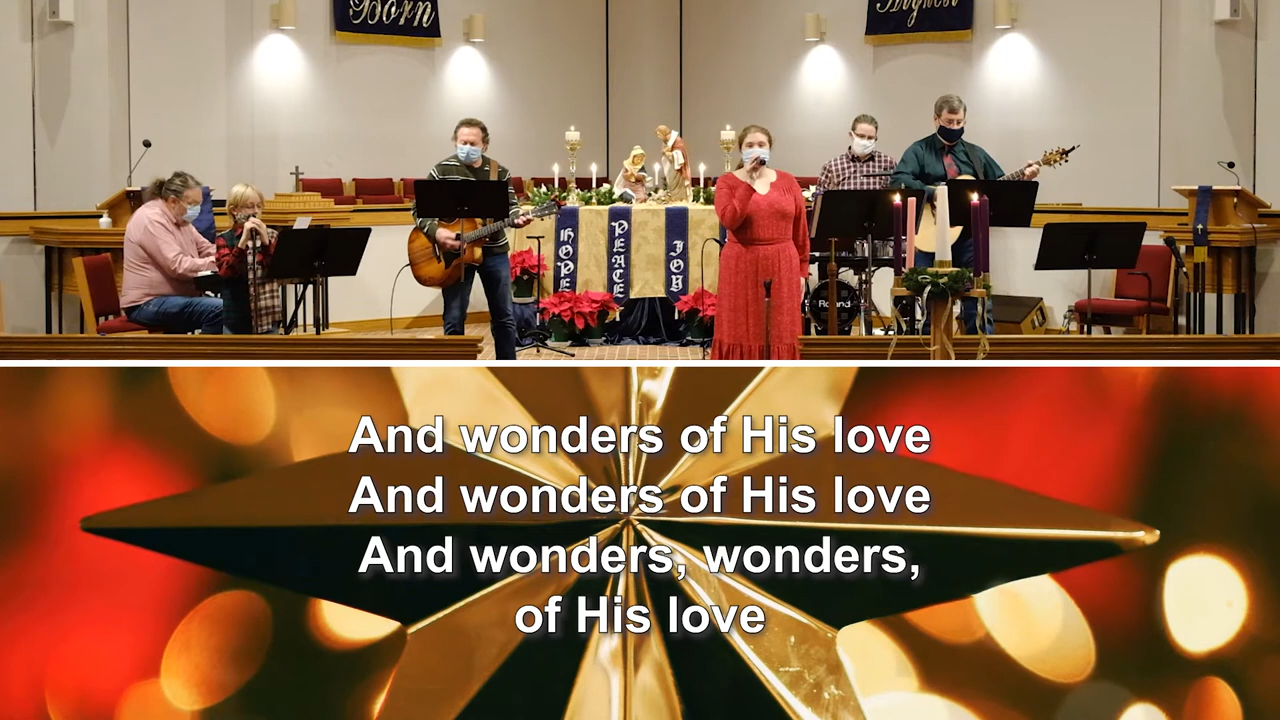 Born
Highest
HOPE
PEACE
JOY
Roland
And wonders of His love
And wonders of His love
And wonders, wonders,
of His love